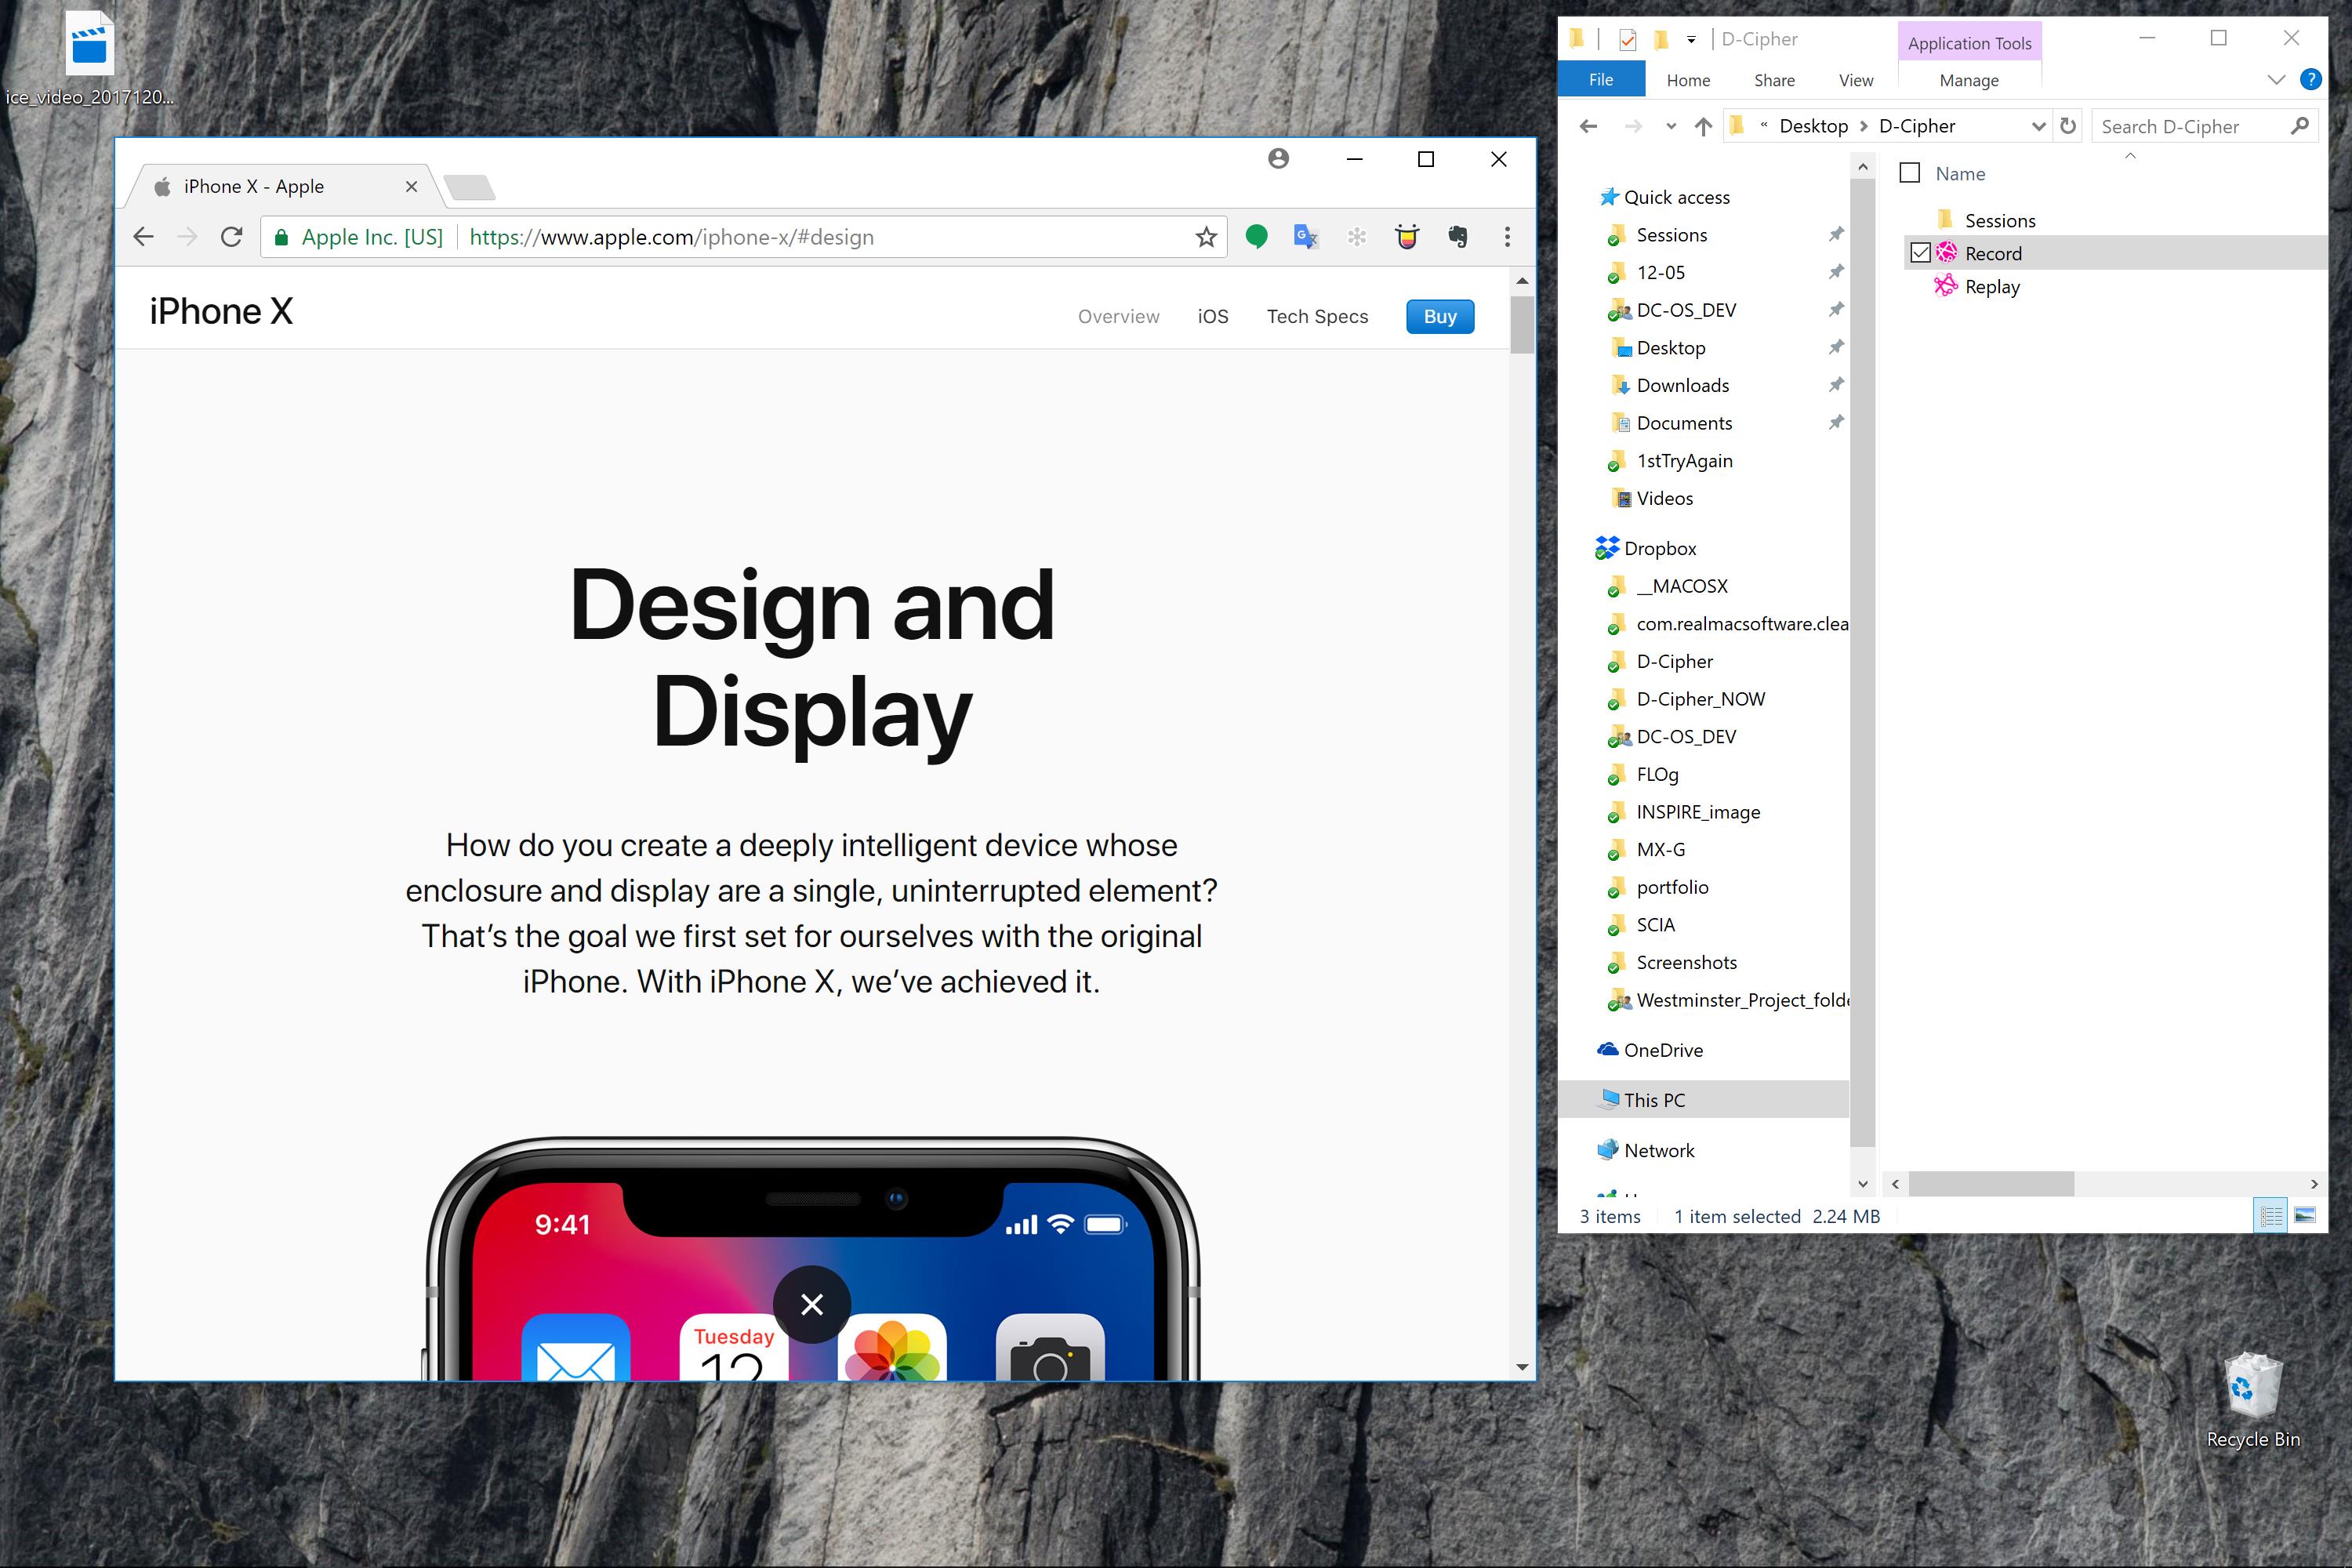 ice_video_2017120...
iPhone X - Apple
Apple Inc. [US] https://www.apple.com/iphone-x/#design
iPhone X
Overview iOS Tech Specs Buy
Design and
Display
How do you create a deeply intelligent device whose
enclosure and display are a single, uninterrupted element?
That’s the goal we first set for ourselves with the original
iPhone. With iPhone X, we’ve achieved it.
9:41
Tuesday
12
D-Cipher Application Tools
File Home Share View Manage
« Desktop > D-Cipher Search D-Cipher
Quick access
Sessions
12-05
DC-OS_DEV
Desktop
Downloads
Documents
1stTryAgain
Videos
Dropbox
__MACOSX
com.realmacsoftware.clea
D-Cipher
D-Cipher_NOW
DC-OS_DEV
FLOg
INSPIRE_image
MX-G
portfolio
SCIA
Screenshots
Westminster_Project_folde
OneDrive
This PC
Network
Name
Sessions
Record
Replay
3 items 1 item selected 2.24 MB
Recycle Bin